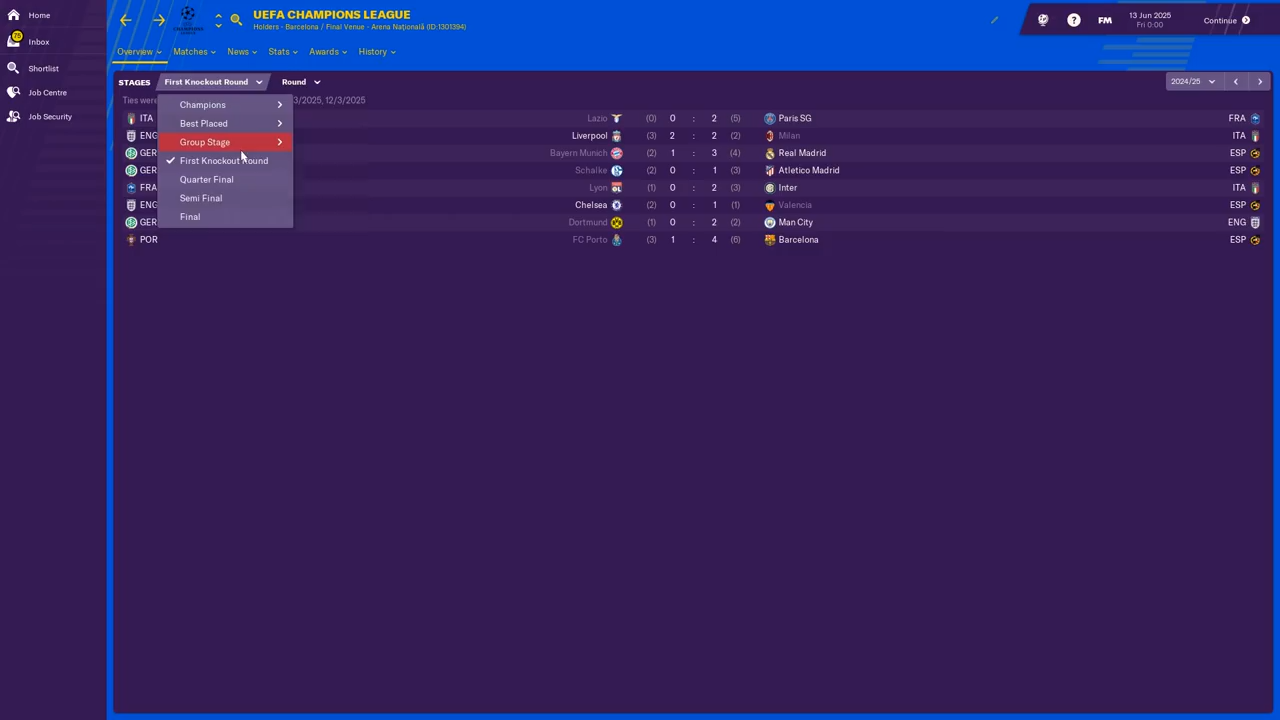 Home
Inbox
75
Shortlist
Job Centre
Job Security
UEFA CHAMPIONS LEAGUE
Holders - Barcelona / Final Venue - Arena Naţională (ID:1301394)
13 Jun 2025
Fri 0:00
FM
Continue
Overview Matches News Stats Awards History
STAGES First Knockout Round Round 2024/25
Ties were 3/2025, 12/3/2025
Champions
Best Placed
Group Stage
First Knockout Round
Quarter Final
Semi Final
Final
ITA Lazio (0) 0 : 2 (5) Paris SG FRA
ENG Liverpool (3) 2 : 2 (2) Milan ITA
GER Bayern Munich (2) 1 : 3 (4) Real Madrid ESP
GER Schalke (2) 0 : 1 (3) Atletico Madrid ESP
FRA Lyon (1) 0 : 2 (3) Inter ITA
ENG Chelsea (2) 0 : 1 (1) Valencia ESP
GER Dortmund (1) 0 : 2 (2) Man City ENG
POR FC Porto (3) 1 : 4 (6) Barcelona ESP